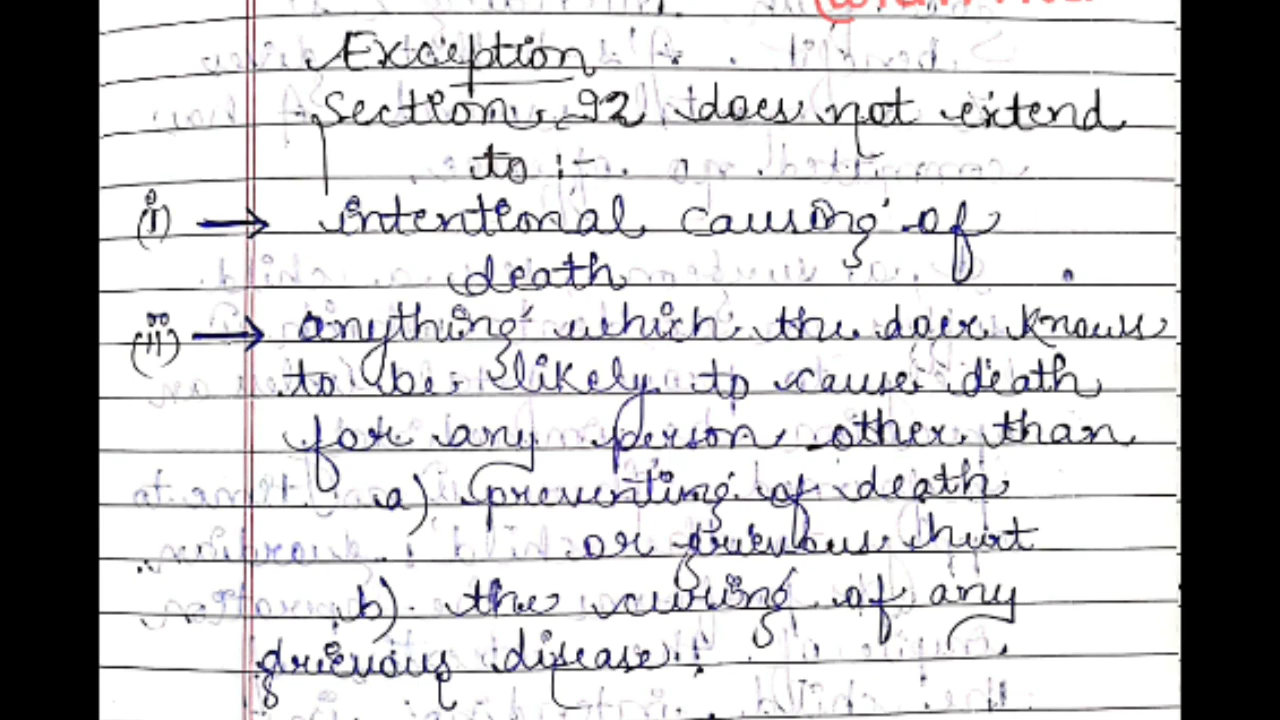 Exception
Section 92 does not extend
to :-
(i) → intentional causing of
death
(ii) → anything which the doer knows
to be likely to cause death
for any person other than
a) preventing of death
or grievous hurt
b) the curing of any
grievous disease.